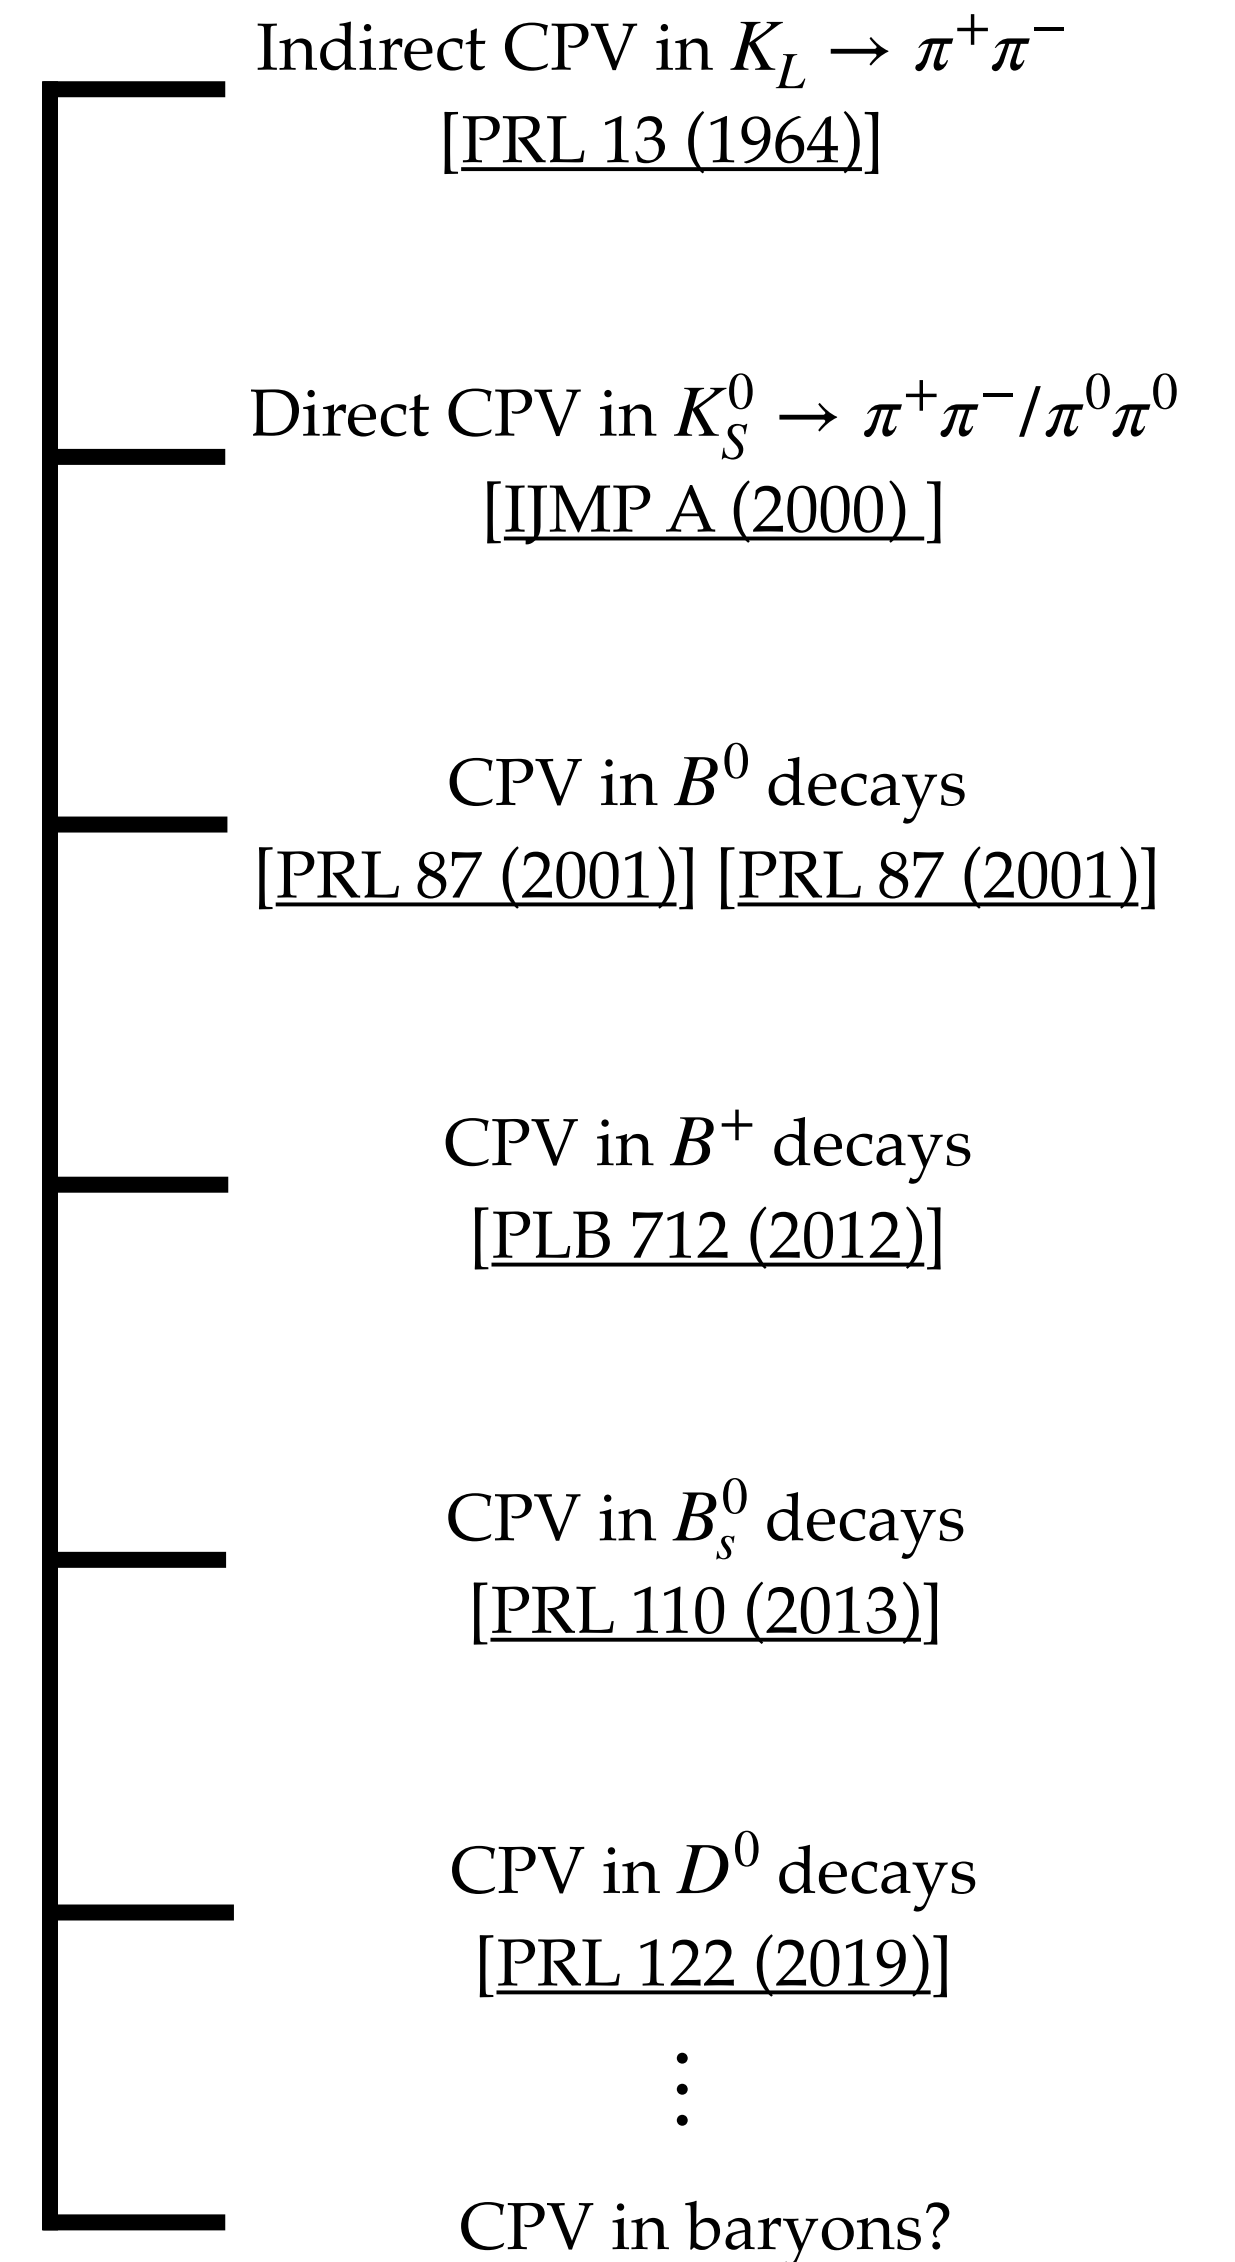 Indirect CPV in K_L → π⁺π⁻
[PRL 13 (1964)]
Direct CPV in K_S^0 → π⁺π⁻/π⁰π⁰
[IJMP A (2000) ]
CPV in B⁰ decays
[PRL 87 (2001)] [PRL 87 (2001)]
CPV in B⁺ decays
[PLB 712 (2012)]
CPV in B_s^0 decays
[PRL 110 (2013)]
CPV in D⁰ decays
[PRL 122 (2019)]
⋮
CPV in baryons?